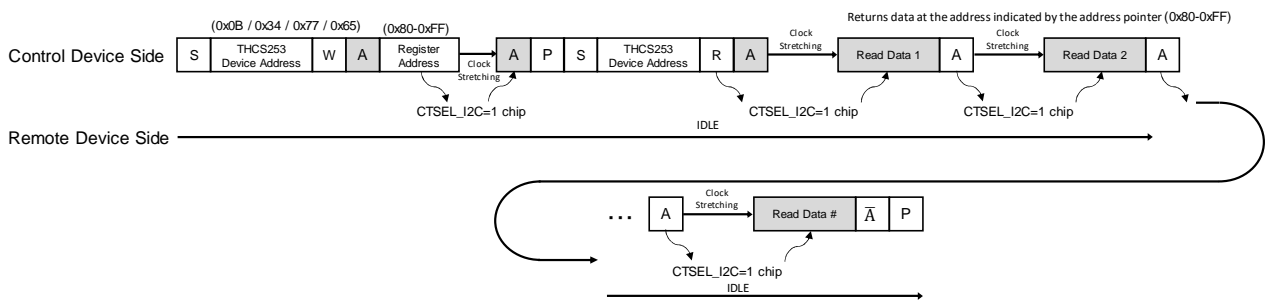 (0x0B / 0x34 / 0x77 / 0x65) (0x80-0xFF) Returns data at the address indicated by the address pointer (0x80-0xFF)
Control Device Side
S
THCS253
Device Address
W
A
Register
Address
Clock
Stretching
A
P
S
THCS253
Device Address
R
A
Clock
Stretching
Read Data 1
A
Clock
Stretching
Read Data 2
A
CTSEL_I2C=1 chip
CTSEL_I2C=1 chip
CTSEL_I2C=1 chip
IDLE
Remote Device Side
...
A
Clock
Stretching
Read Data #
A̅
P
CTSEL_I2C=1 chip
IDLE